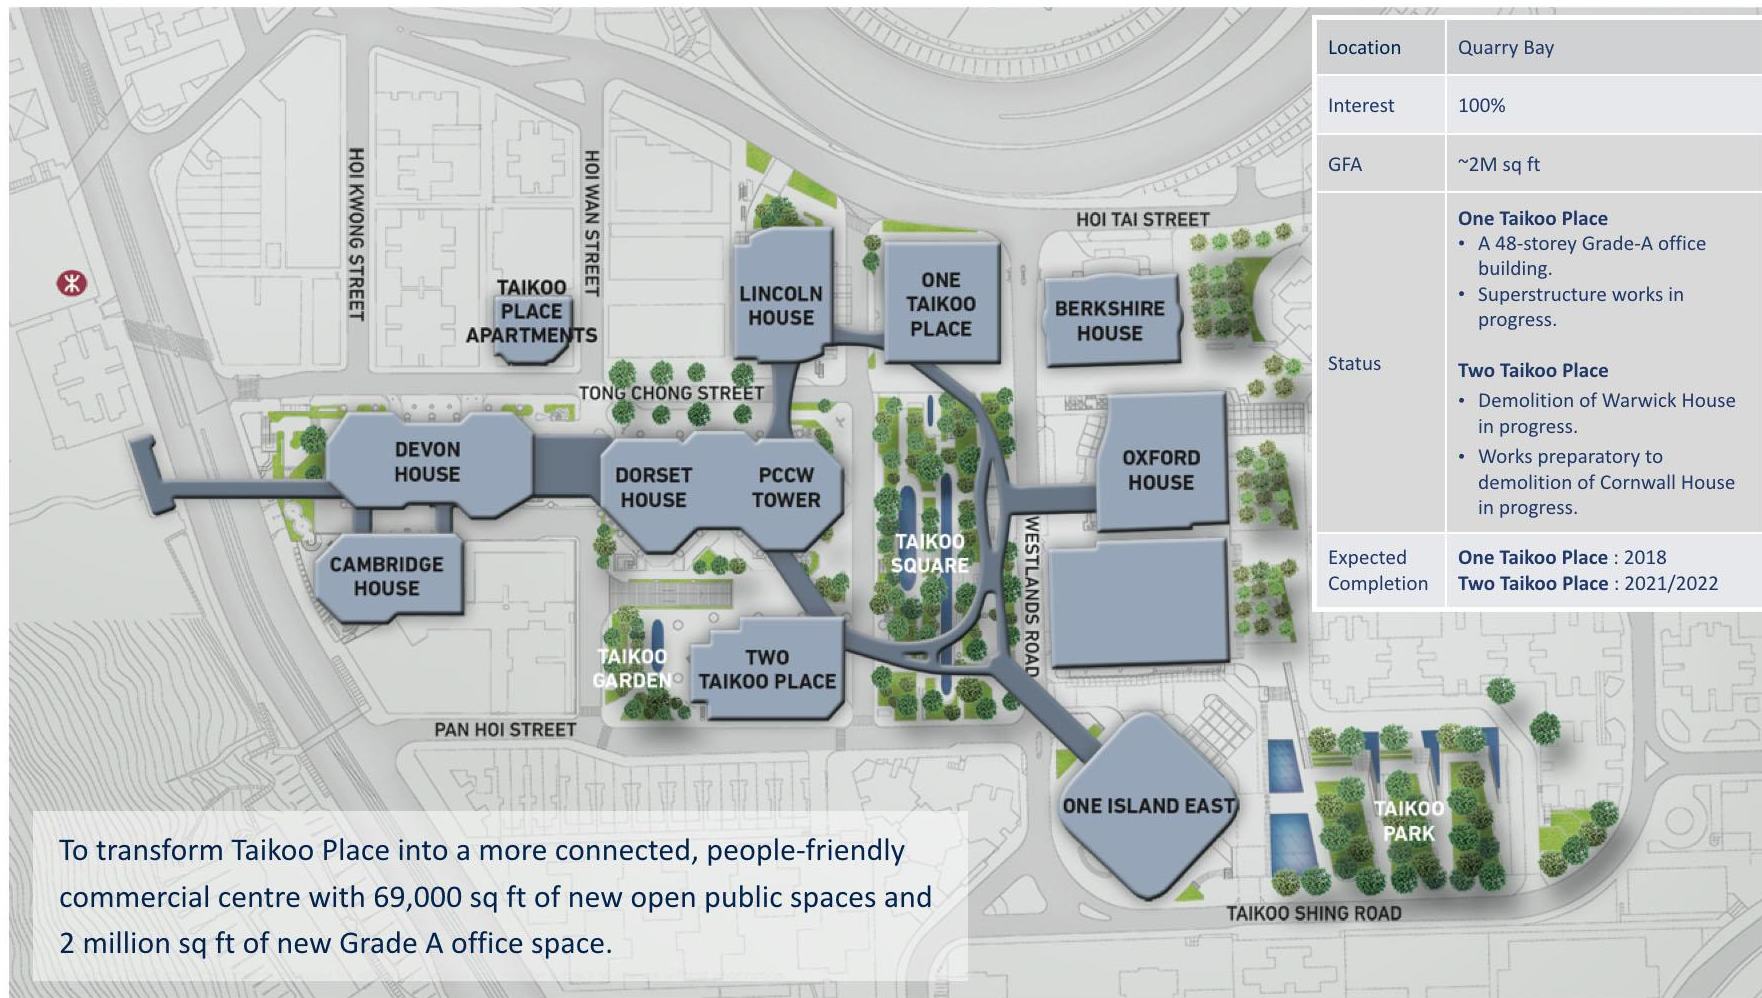 HOI KWONG STREET
HOI WAN STREET
HOI TAI STREET
TAIKOO
PLACE
APARTMENTS
LINCOLN
HOUSE
ONE
TAIKOO
PLACE
BERKSHIRE
HOUSE
TONG CHONG STREET
DEVON
HOUSE
DORSET
HOUSE
PCCW
TOWER
OXFORD
HOUSE
TAIKOO
SQUARE
WESTLANDS ROAD
CAMBRIDGE
HOUSE
TAIKOO
GARDEN
TWO
TAIKOO PLACE
PAN HOI STREET
ONE ISLAND EAST
TAIKOO
PARK
TAIKOO SHING ROAD
Location Quarry Bay
Interest 100%
GFA ~2M sq ft
Status
One Taikoo Place
• A 48-storey Grade-A office
building.
• Superstructure works in
progress.
Two Taikoo Place
• Demolition of Warwick House
in progress.
• Works preparatory to
demolition of Cornwall House
in progress.
Expected
Completion
One Taikoo Place : 2018
Two Taikoo Place : 2021/2022
To transform Taikoo Place into a more connected, people-friendly
commercial centre with 69,000 sq ft of new open public spaces and
2 million sq ft of new Grade A office space.